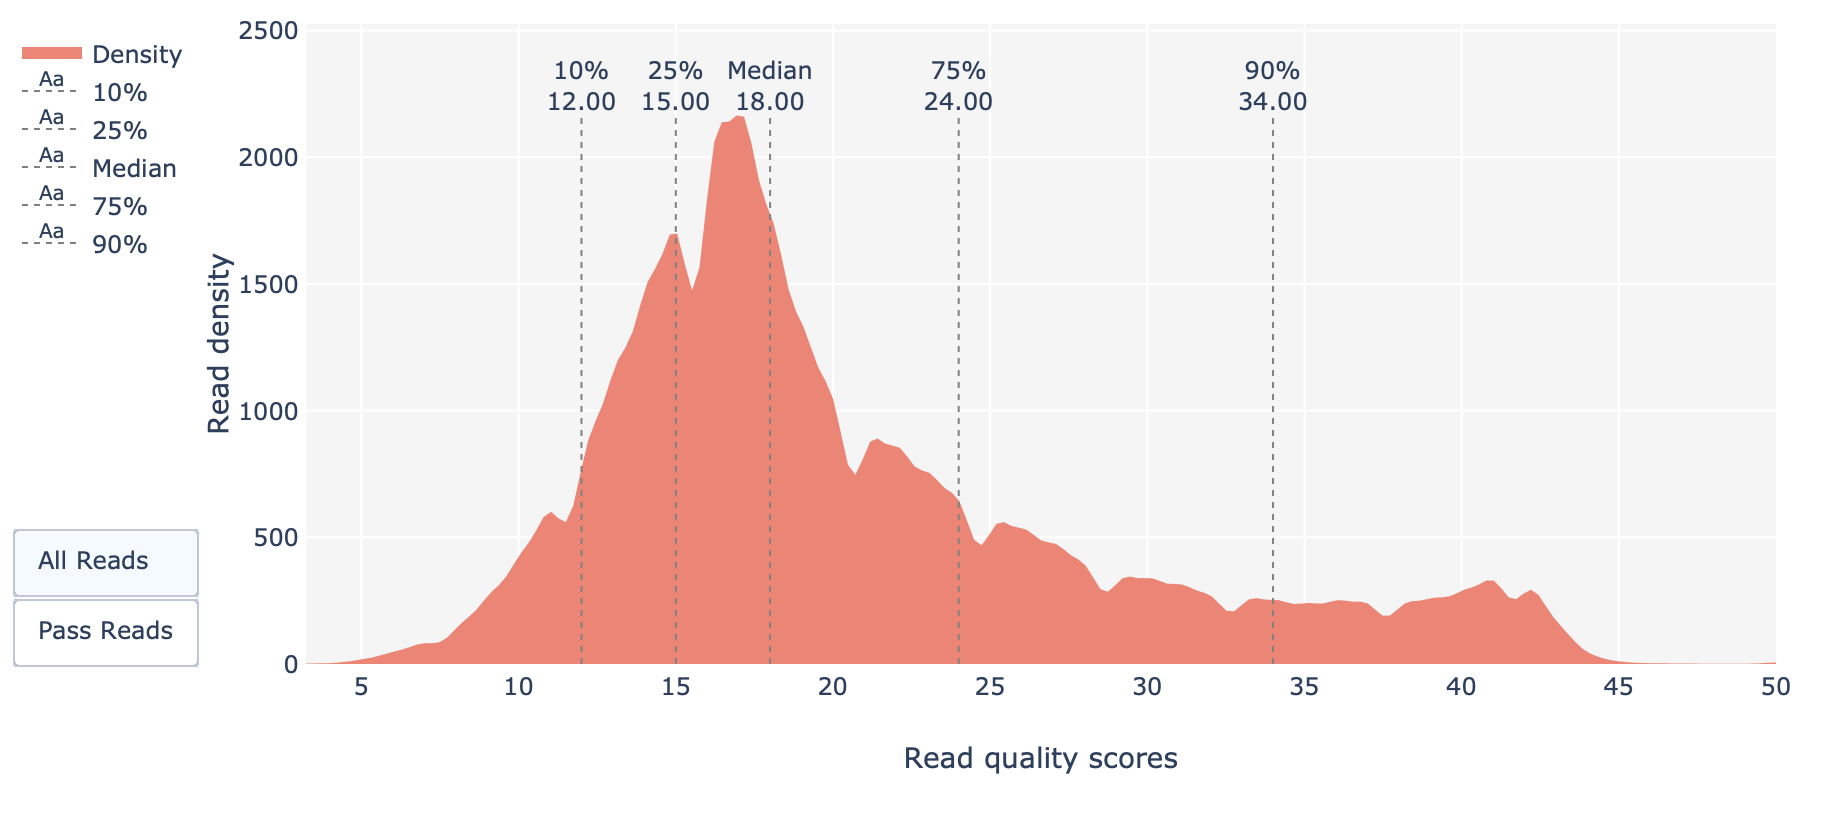 Density
Aa
10%
Aa
25%
Aa
Median
Aa
75%
Aa
90%
All Reads
Pass Reads
2500
2000
1500
1000
500
0
Read density
10% 25% Median 75% 90%
12.00 15.00 18.00 24.00 34.00
5 10 15 20 25 30 35 40 45 50
Read quality scores